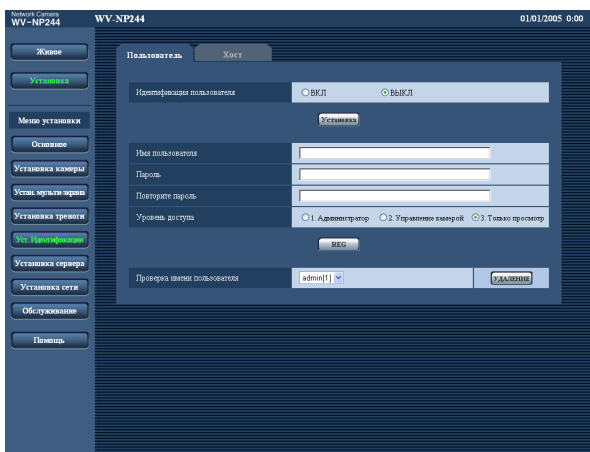 Network Camera
WV-NP244
WV-NP244 01/01/2005 0:00
Живое
Установка
Меню установки
Основное
Установка камеры
Устан. мульти-экрана
Установка тревоги
Уст. Идентификации
Установка сервера
Установка сети
Обслуживание
Помощь
Пользователь Хост
Идентификация пользователя ВКЛ ВЫКЛ
Установка
Имя пользователя
Пароль
Повторите пароль
Уровень доступа 1. Администратор 2. Управление камерой 3. Только просмотр
REG
Проверка имени пользователя admin[1] УДАЛЕНИЕ